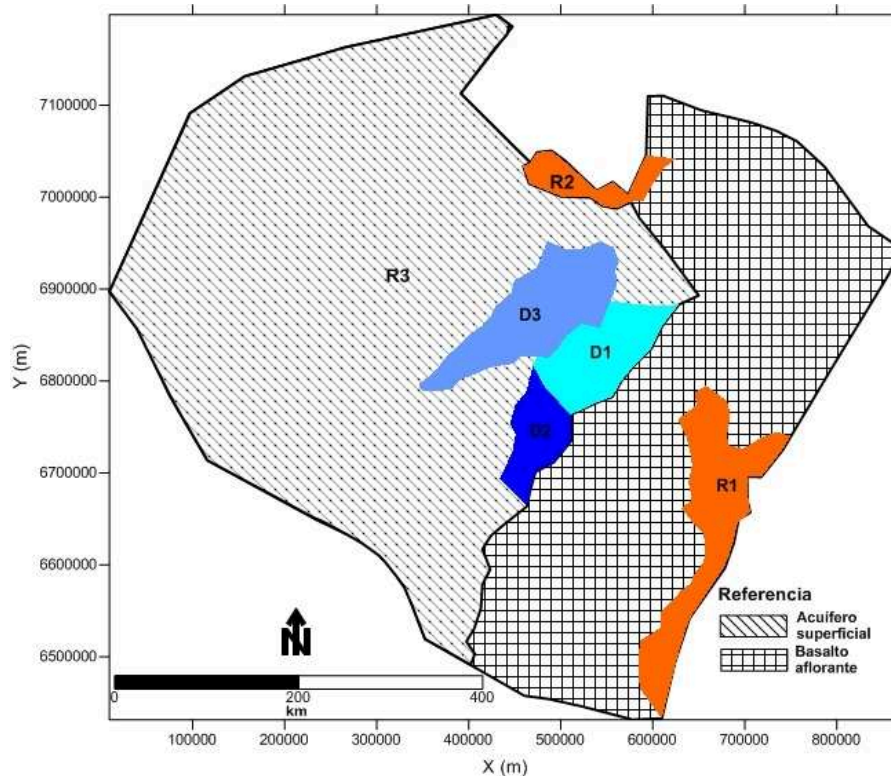 7100000
7000000
6900000
6800000
6700000
6600000
6500000
Y (m)
R2
R3
D3
D1
D2
R1
Referencia
Acuífero
superficial
Basalto
aflorante
N
0
200
400
km
100000
200000
300000
400000
500000
600000
700000
800000
X (m)